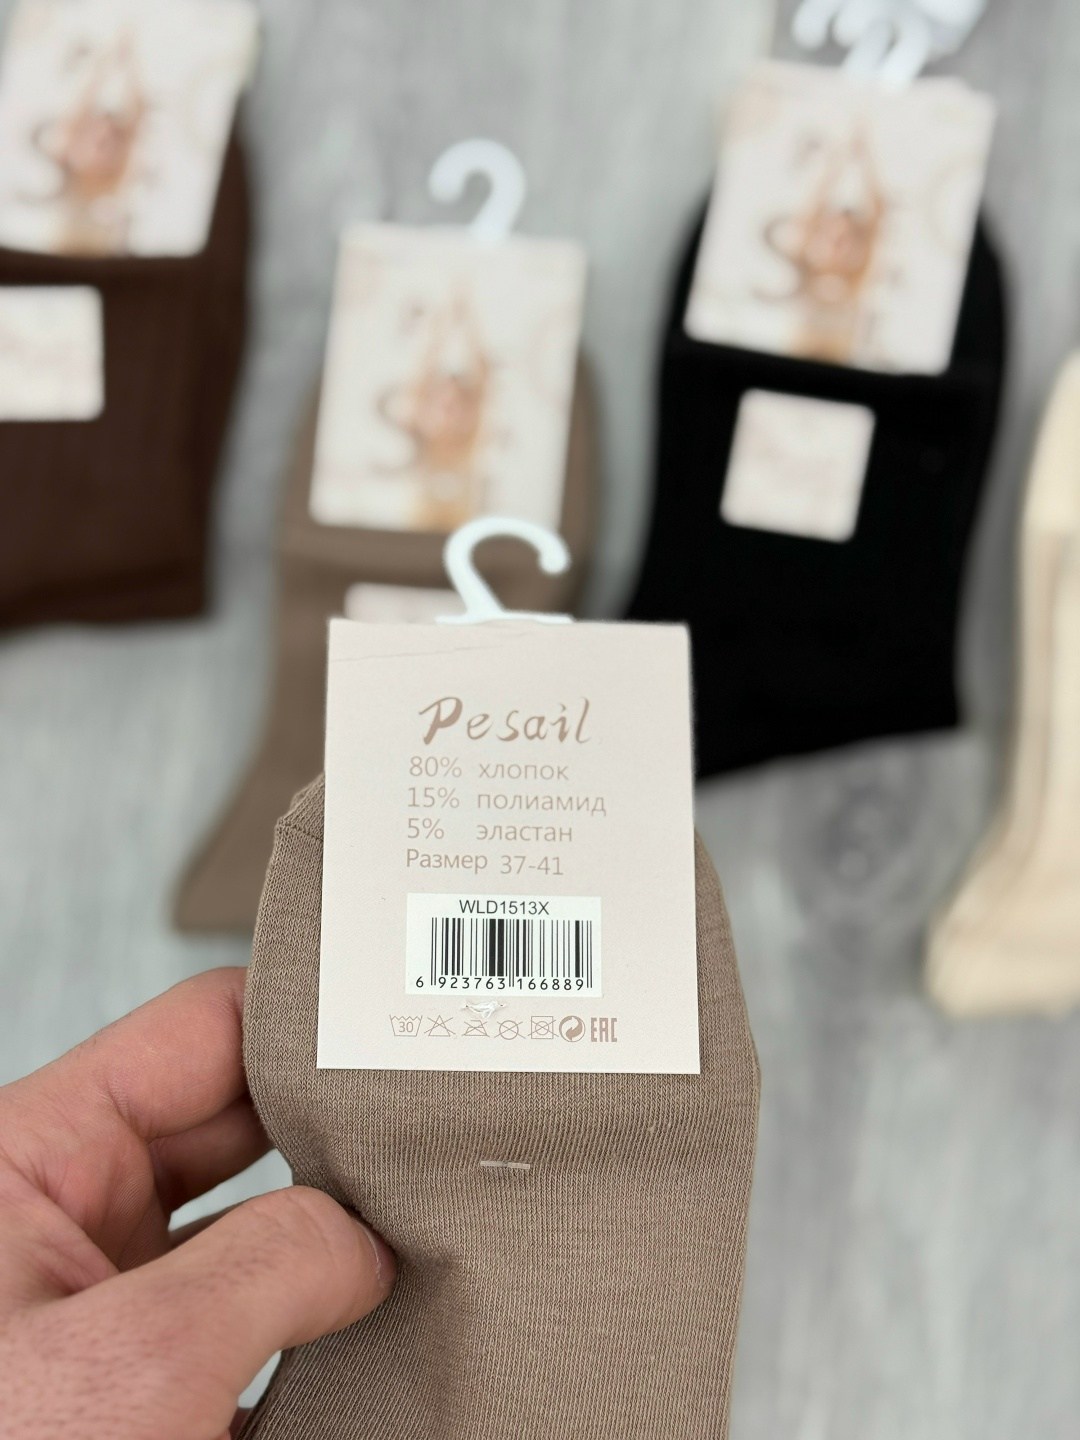 Pesail
80% хлопок
15% полиамид
5% эластан
Размер 37-41
WLD1513X
6 923763 166889
30
EAC